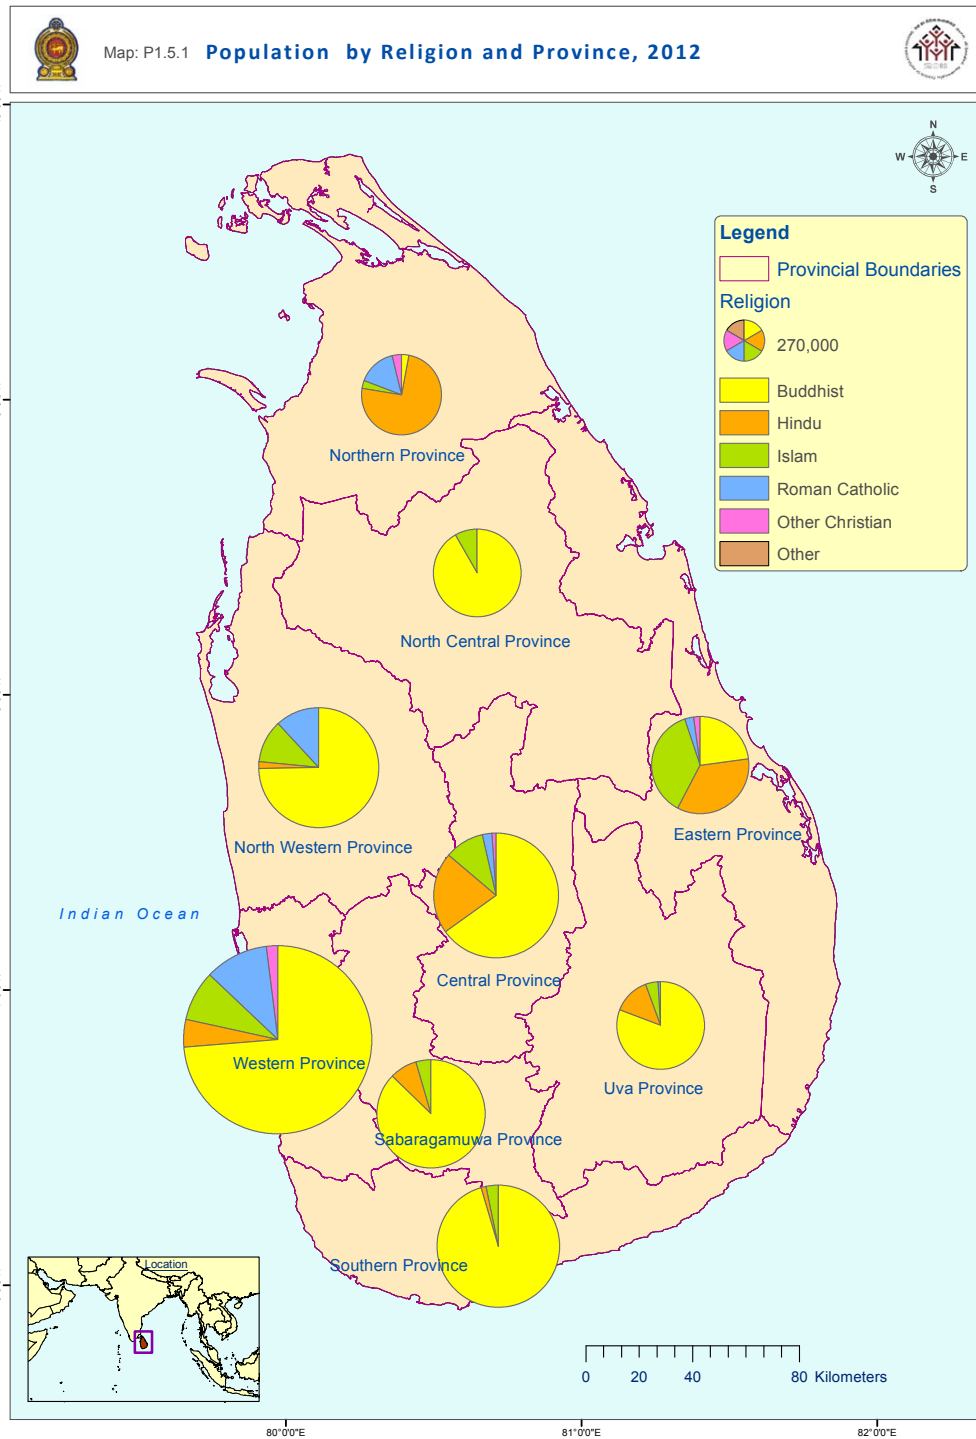 Map: P1.5.1 Population by Religion and Province, 2012
N
W E
S
Legend
Provincial Boundaries
Religion
270,000
Buddhist
Hindu
Islam
Roman Catholic
Other Christian
Other
Northern Province
North Central Province
North Western Province
Eastern Province
Indian Ocean
Central Province
Western Province
Uva Province
Sabaragamuwa Province
Southern Province
Location
0 20 40 80 Kilometers
80°0'0"E 81°0'0"E 82°0'0"E